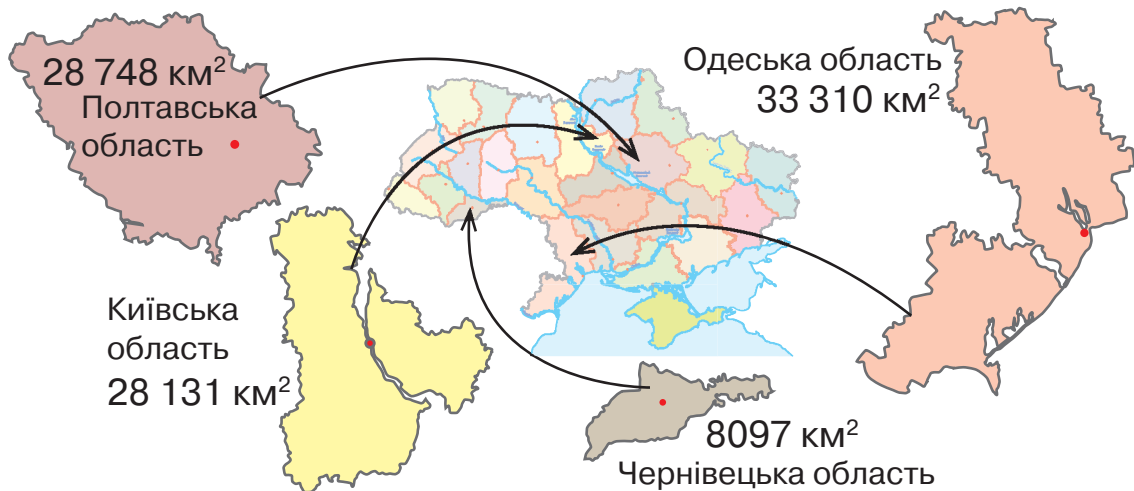 28 748 км²
Полтавська
область
Одеська область
33 310 км²
Київська
область
28 131 км²
8097 км²
Чернівецька область